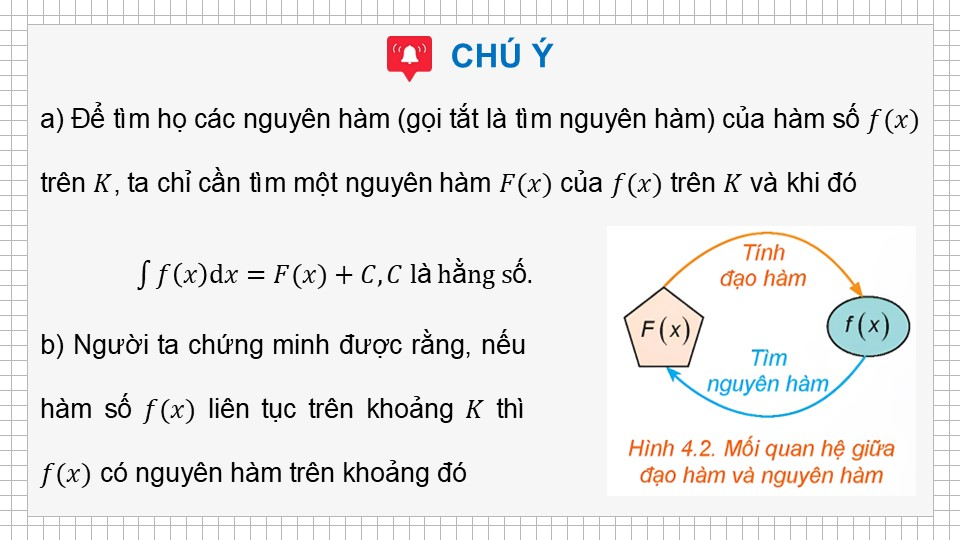 CHÚ Ý
a) Để tìm họ các nguyên hàm (gọi tắt là tìm nguyên hàm) của hàm số 𝑓(𝑥)
trên 𝐾, ta chỉ cần tìm một nguyên hàm 𝐹(𝑥) của 𝑓(𝑥) trên 𝐾 và khi đó
∫𝑓(𝑥)d𝑥 = 𝐹(𝑥) + 𝐶, 𝐶 là hằng số.
b) Người ta chứng minh được rằng, nếu
hàm số 𝑓(𝑥) liên tục trên khoảng 𝐾 thì
𝑓(𝑥) có nguyên hàm trên khoảng đó
Tính
đạo hàm
F(x)
f(x)
Tìm
nguyên hàm
Hình 4.2. Mối quan hệ giữa
đạo hàm và nguyên hàm